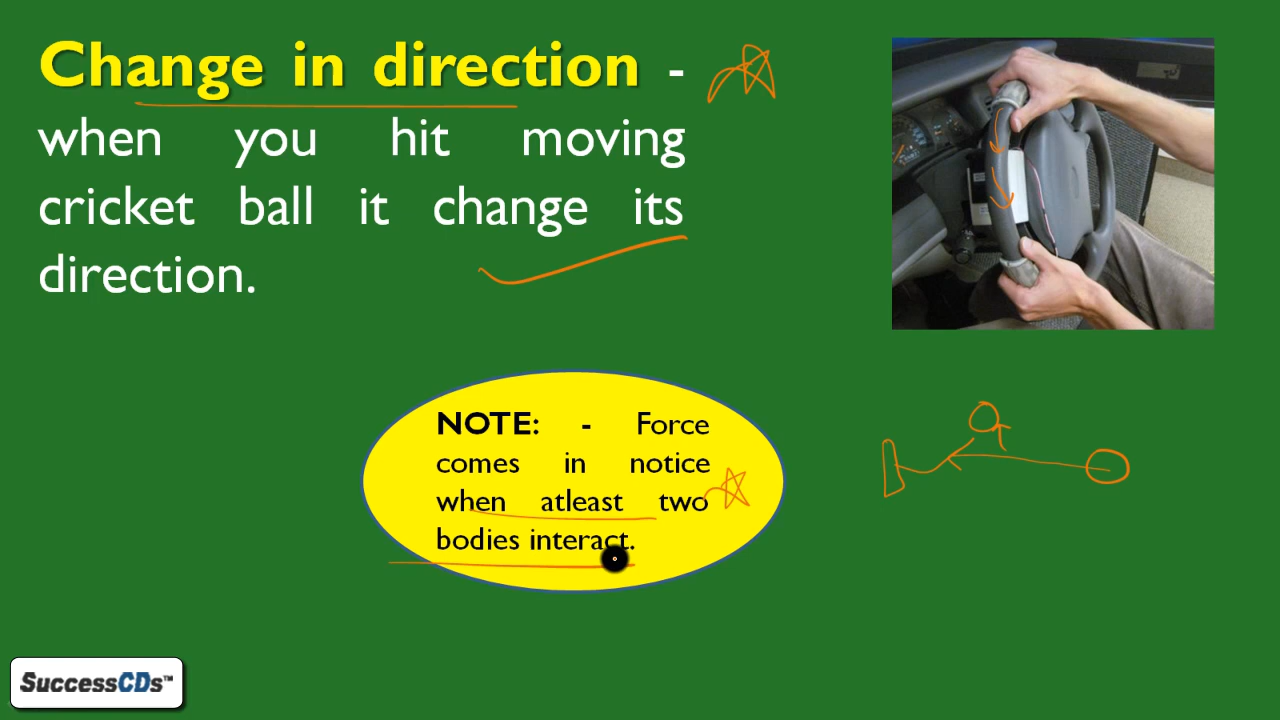 Change in direction -
when you hit moving
cricket ball it change its
direction.
NOTE: - Force
comes in notice
when atleast two
bodies interact.
SuccessCDs™